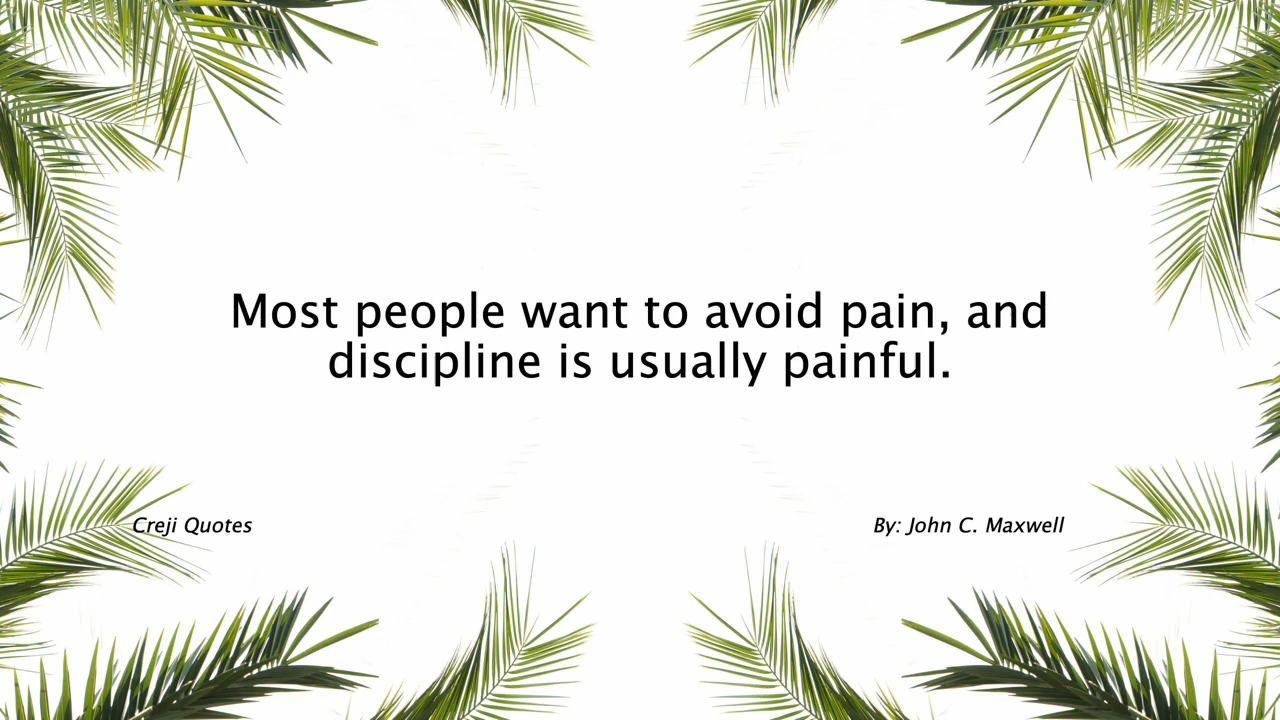 Most people want to avoid pain, and
discipline is usually painful.
Creji Quotes
By: John C. Maxwell